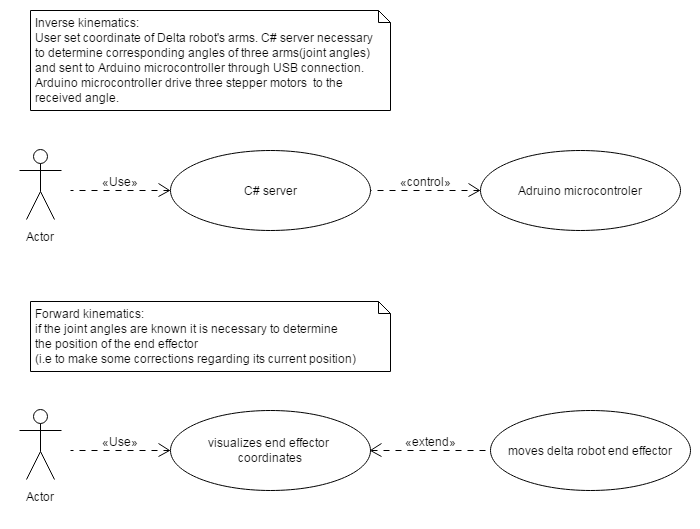 Inverse kinematics:
User set coordinate of Delta robot's arms. C# server necessary
to determine corresponding angles of three arms(joint angles)
and sent to Arduino microcontroller through USB connection.
Arduino microcontroller drive three stepper motors to the
received angle.
«Use»
«control»
C# server
Adruino microcontroler
Actor
Forward kinematics:
if the joint angles are known it is necessary to determine
the position of the end effector
(i.e to make some corrections regarding its current position)
«Use»
«extend»
visualizes end effector
coordinates
moves delta robot end effector
Actor